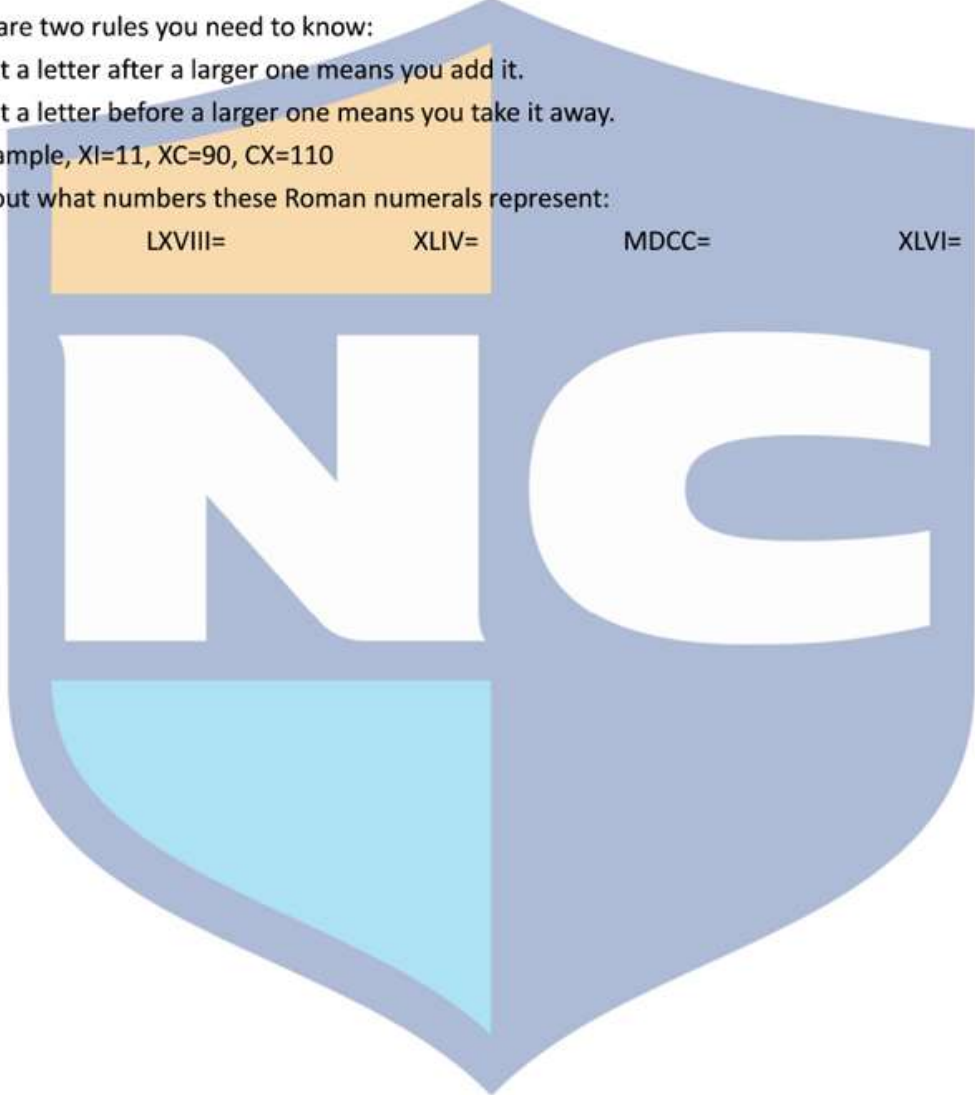 are two rules you need to know:
t a letter after a larger one means you add it.
t a letter before a larger one means you take it away.
ample, XI=11, XC=90, CX=110
out what numbers these Roman numerals represent:
LXVIII= XLIV= MDCC= XLVI=
NC